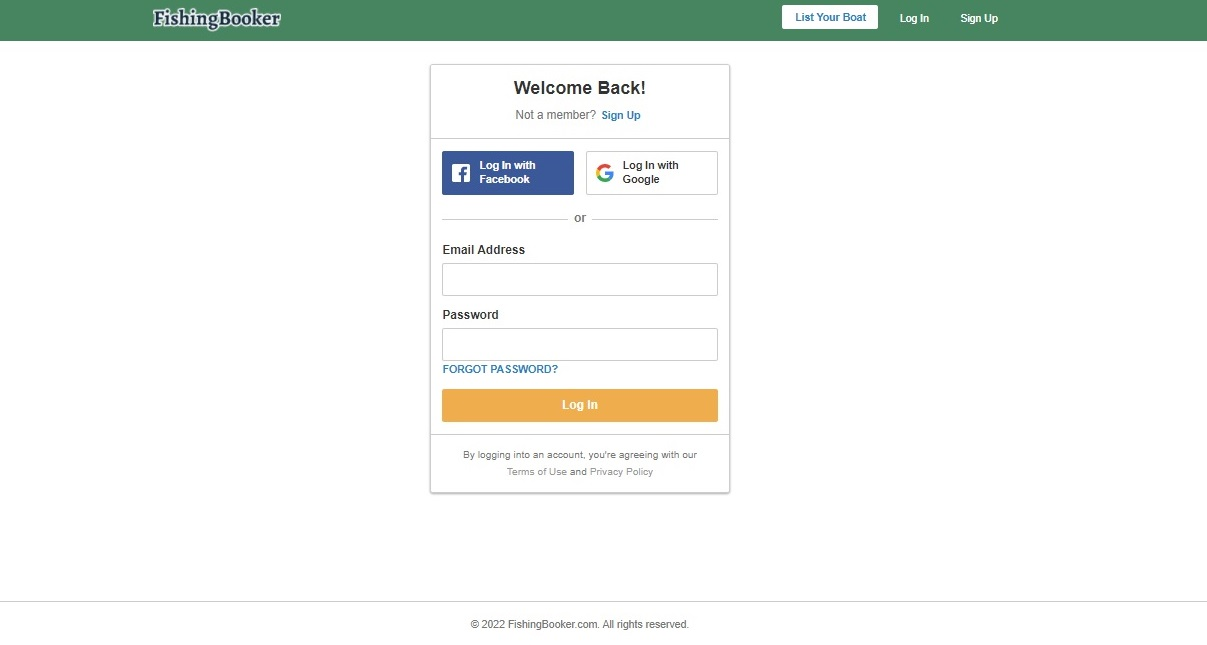 FishingBooker
List Your Boat
Log In
Sign Up
Welcome Back!
Not a member? Sign Up
Log In with
Facebook
Log In with
Google
or
Email Address
Password
FORGOT PASSWORD?
Log In
By logging into an account, you're agreeing with our
Terms of Use and Privacy Policy
© 2022 FishingBooker.com. All rights reserved.